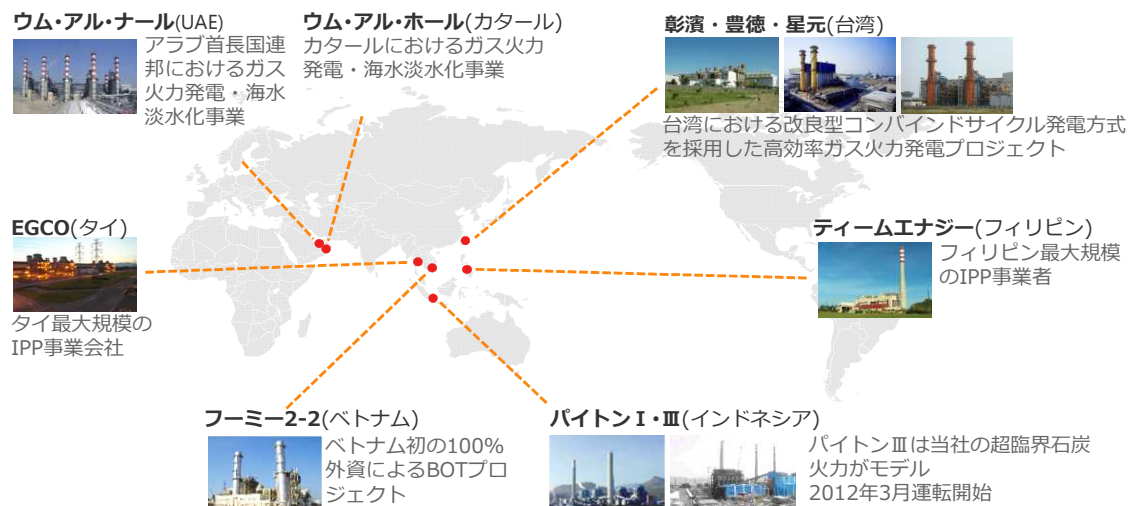 ウム・アル・ナール(UAE)
アラブ首長国連
邦におけるガス
火力発電・海水
淡水化事業
ウム・アル・ホール(カタール)
カタールにおけるガス火力
発電・海水淡水化事業
彰濱・豊徳・星元(台湾)
台湾における改良型コンバインドサイクル発電方式
を採用した高効率ガス火力発電プロジェクト
EGCO(タイ)
タイ最大規模の
IPP事業会社
ティームエナジー(フィリピン)
フィリピン最大規模
のIPP事業者
フーミー2-2(ベトナム)
ベトナム初の100%
外資によるBOTプロ
ジェクト
パイトンⅠ・Ⅲ(インドネシア)
パイトンⅢは当社の超臨界石炭
火力がモデル
2012年3月運転開始